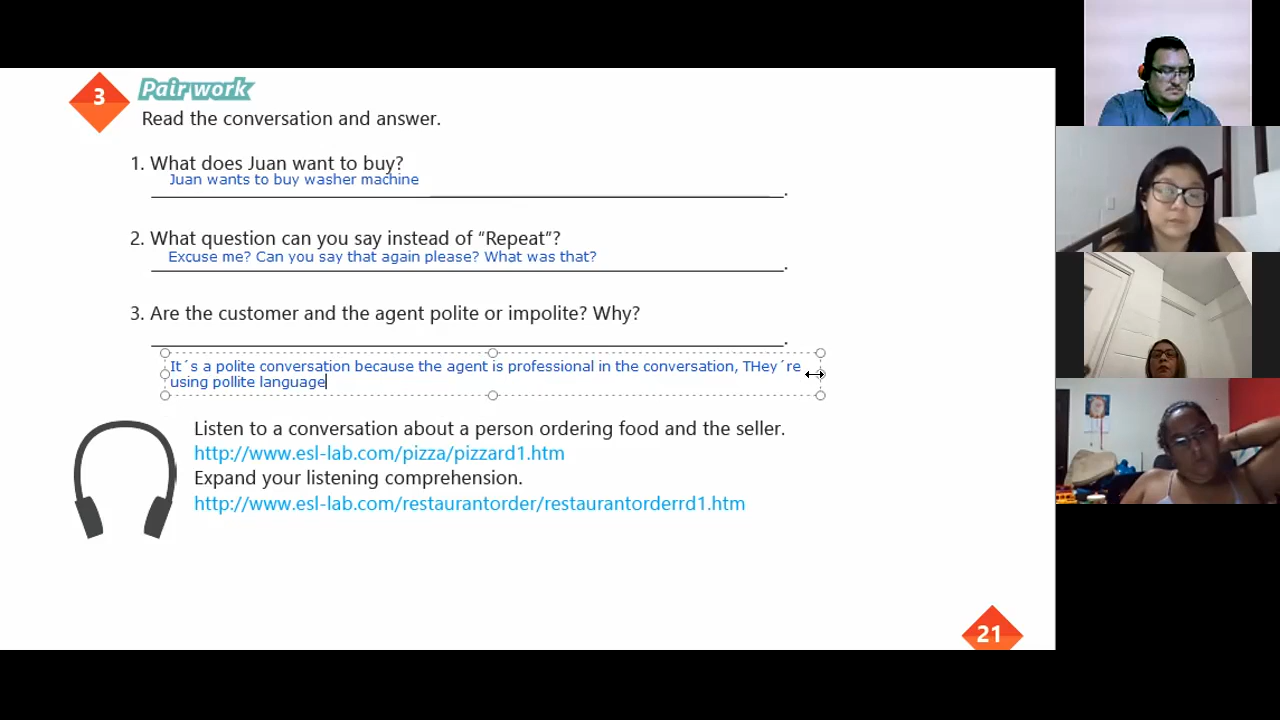 3
Pair work
Read the conversation and answer.
1. What does Juan want to buy?
Juan wants to buy washer machine
2. What question can you say instead of “Repeat”?
Excuse me? Can you say that again please? What was that?
3. Are the customer and the agent polite or impolite? Why?
It´s a polite conversation because the agent is professional in the conversation, THey´re
using pollite language
Listen to a conversation about a person ordering food and the seller.
http://www.esl-lab.com/pizza/pizzard1.htm
Expand your listening comprehension.
http://www.esl-lab.com/restaurantorder/restaurantorderrd1.htm
21